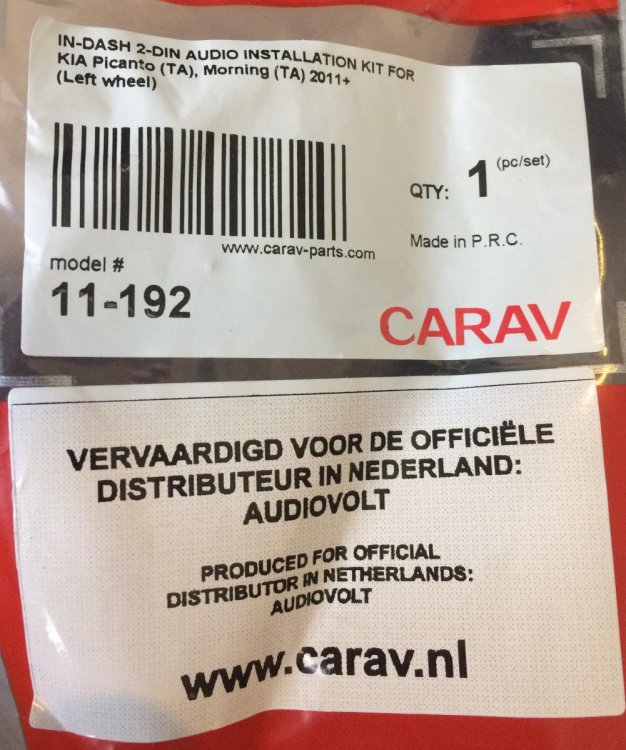 IN-DASH 2-DIN AUDIO INSTALLATION KIT FOR
KIA Picanto (TA), Morning (TA) 2011+
(Left wheel)
QTY: 1 (pc/set)
www.carav-parts.com
Made in P.R.C.
model #
11-192
CARAV
VERVAARDIGD VOOR DE OFFICIËLE
DISTRIBUTEUR IN NEDERLAND:
AUDIOVOLT
PRODUCED FOR OFFICIAL
DISTRIBUTOR IN NETHERLANDS:
AUDIOVOLT
www.carav.nl